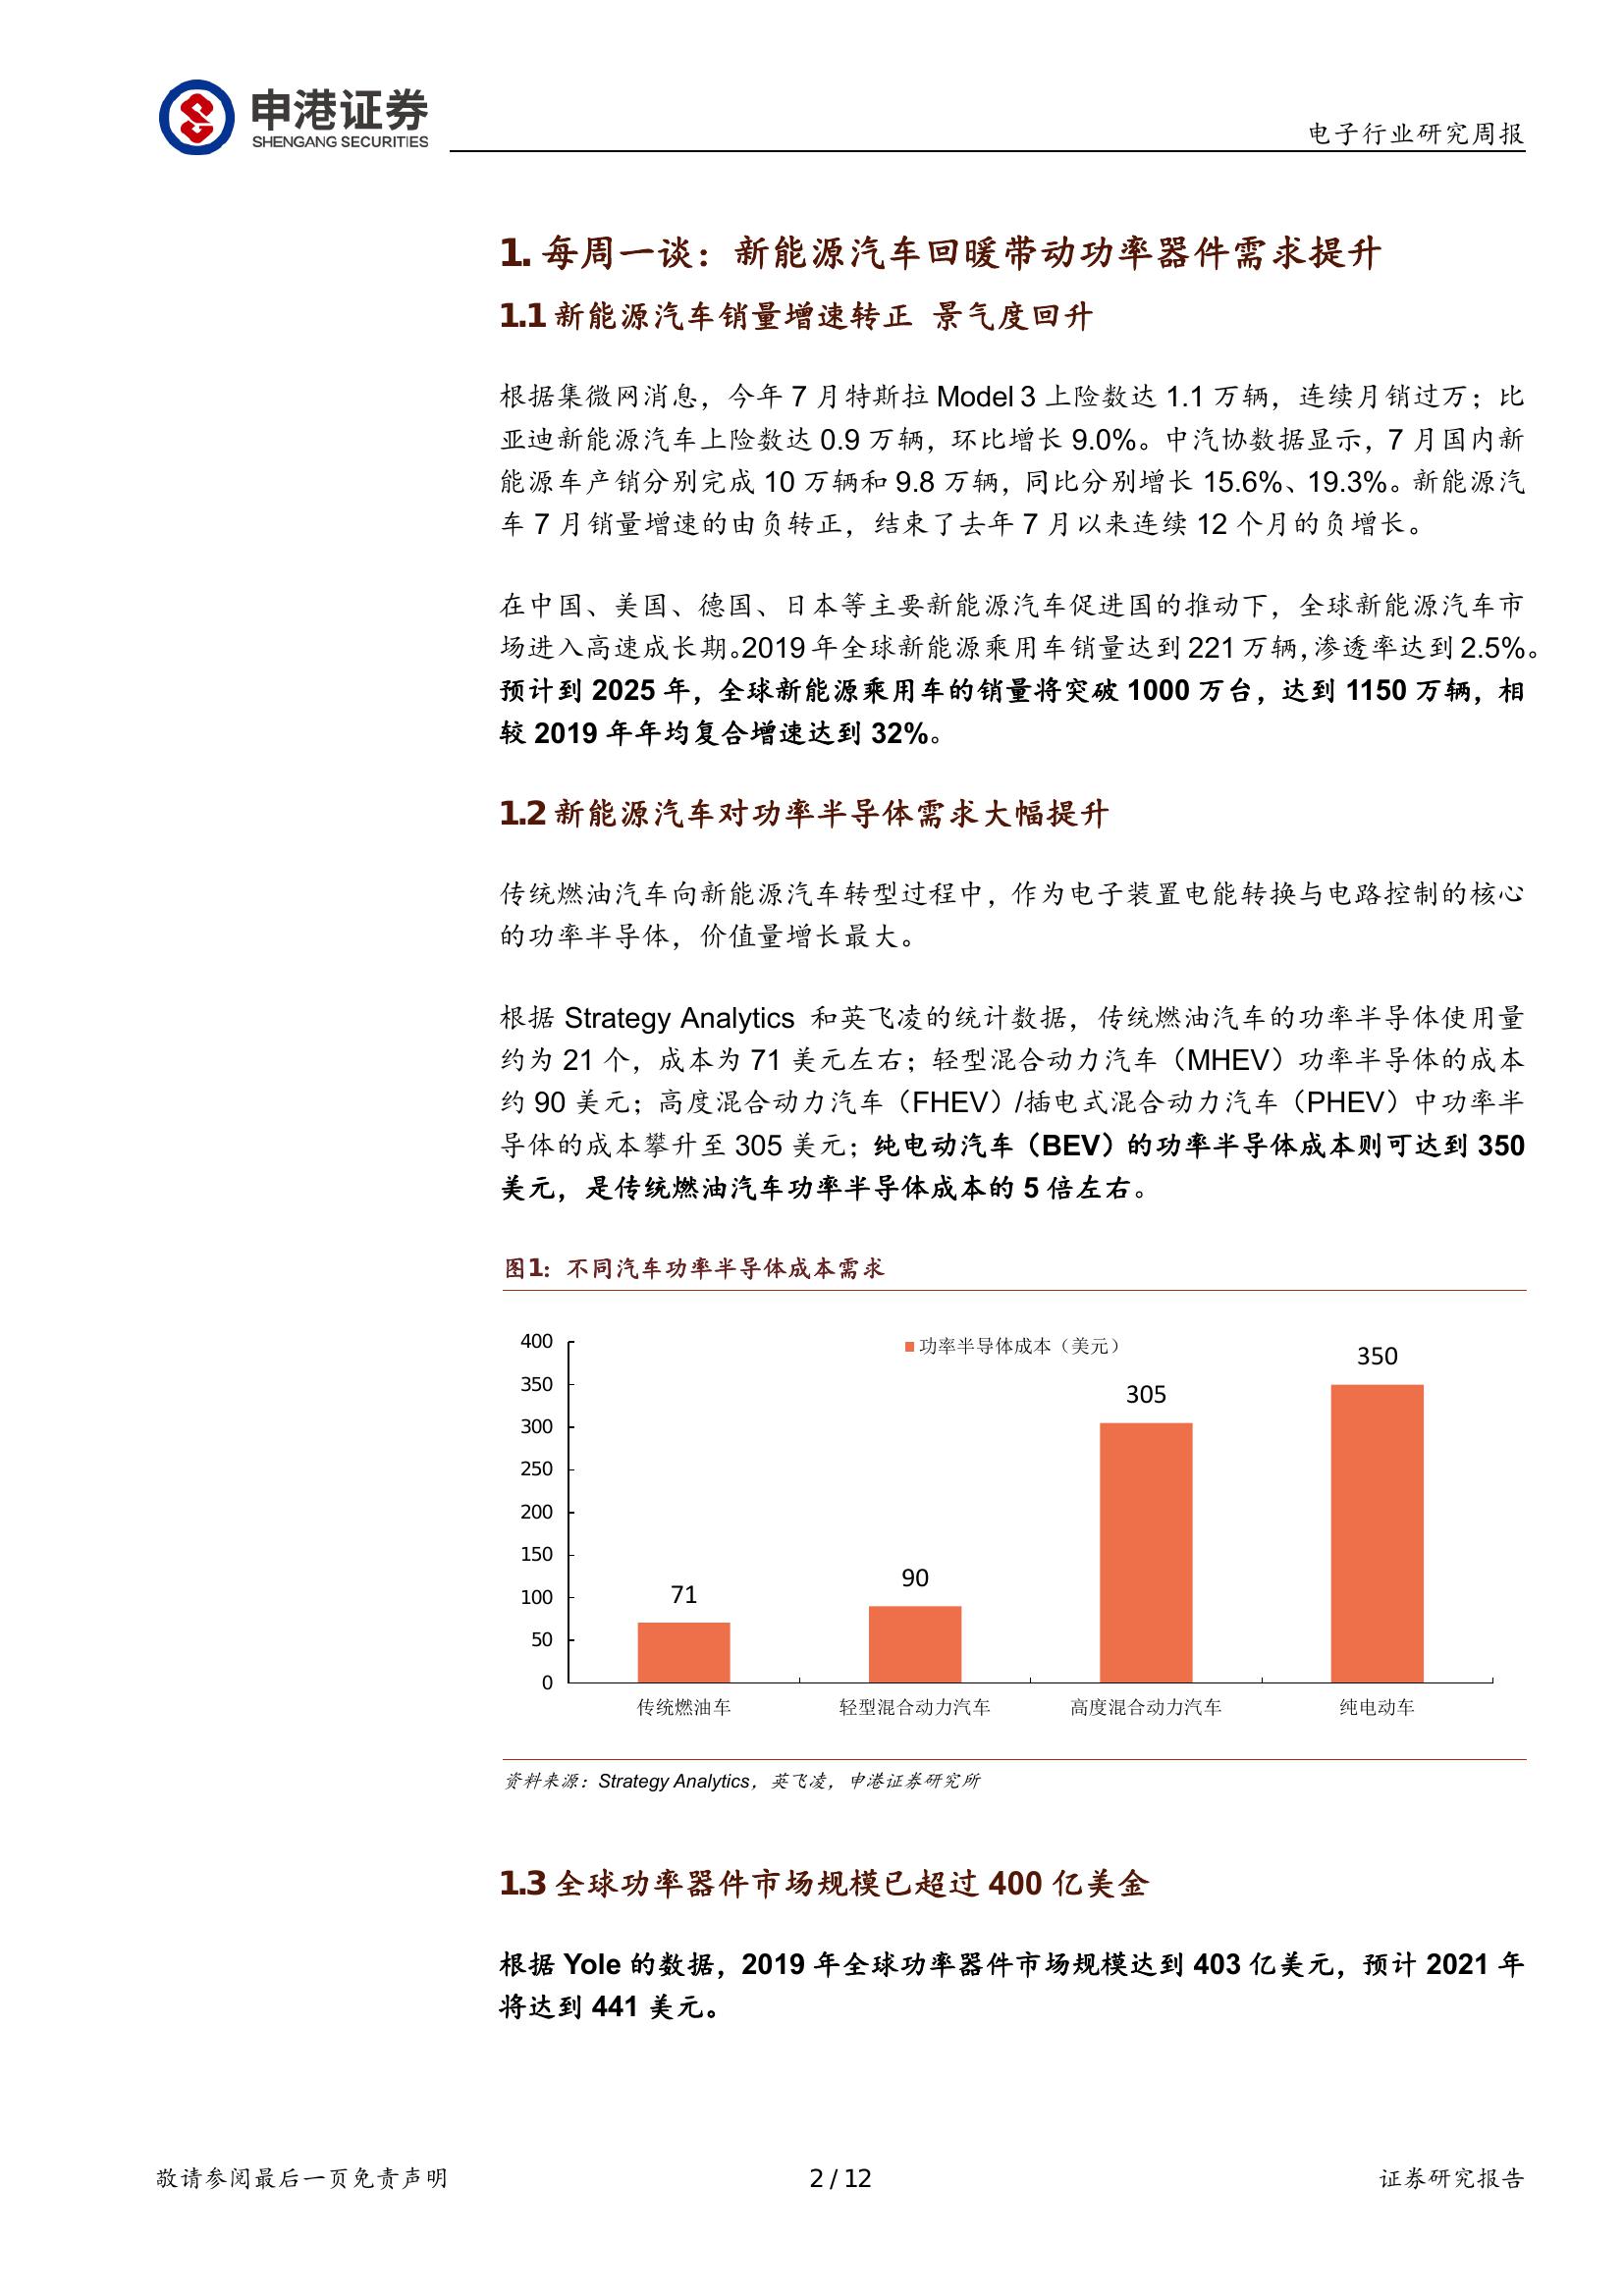 申港证券
SHENGANG SECURITIES
电子行业研究周报
1. 每周一谈：新能源汽车回暖带动功率器件需求提升
1.1 新能源汽车销量增速转正 景气度回升
根据集微网消息，今年 7 月特斯拉 Model 3 上险数达 1.1 万辆，连续月销过万；比
亚迪新能源汽车上险数达 0.9 万辆，环比增长 9.0%。中汽协数据显示，7 月国内新
能源车产销分别完成 10 万辆和 9.8 万辆，同比分别增长 15.6%、19.3%。新能源汽
车 7 月销量增速的由负转正，结束了去年 7 月以来连续 12 个月的负增长。
在中国、美国、德国、日本等主要新能源汽车促进国的推动下，全球新能源汽车市
场进入高速成长期。2019 年全球新能源乘用车销量达到 221 万辆，渗透率达到 2.5%。
预计到 2025 年，全球新能源乘用车的销量将突破 1000 万台，达到 1150 万辆，相
较 2019 年年均复合增速达到 32%。
1.2 新能源汽车对功率半导体需求大幅提升
传统燃油汽车向新能源汽车转型过程中，作为电子装置电能转换与电路控制的核心
的功率半导体，价值量增长最大。
根据 Strategy Analytics 和英飞凌的统计数据，传统燃油汽车的功率半导体使用量
约为 21 个，成本为 71 美元左右；轻型混合动力汽车（MHEV）功率半导体的成本
约 90 美元；高度混合动力汽车（FHEV）/插电式混合动力汽车（PHEV）中功率半
导体的成本攀升至 305 美元；纯电动汽车（BEV）的功率半导体成本则可达到 350
美元，是传统燃油汽车功率半导体成本的 5 倍左右。
图1：不同汽车功率半导体成本需求
功率半导体成本（美元）
400
350
300
250
200
150
100
50
0
71
90
305
350
传统燃油车
轻型混合动力汽车
高度混合动力汽车
纯电动车
资料来源：Strategy Analytics，英飞凌，申港证券研究所
1.3 全球功率器件市场规模已超过 400 亿美金
根据 Yole 的数据，2019 年全球功率器件市场规模达到 403 亿美元，预计 2021 年
将达到 441 美元。
敬请参阅最后一页免责声明
2 / 12
证券研究报告